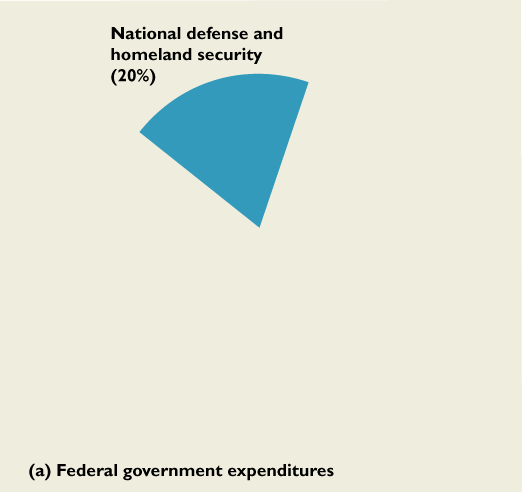 National defense and
homeland security
(20%)
(a) Federal government expenditures